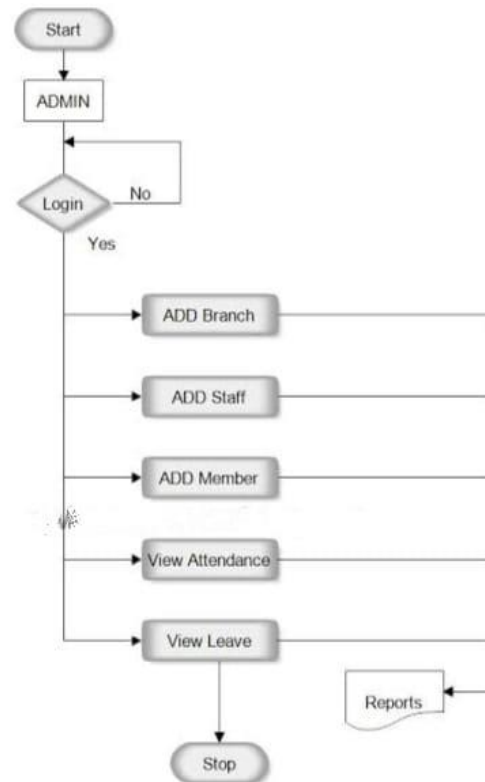 Start
ADMIN
Login
No
Yes
ADD Branch
ADD Staff
ADD Member
View Attendance
View Leave
Reports
Stop